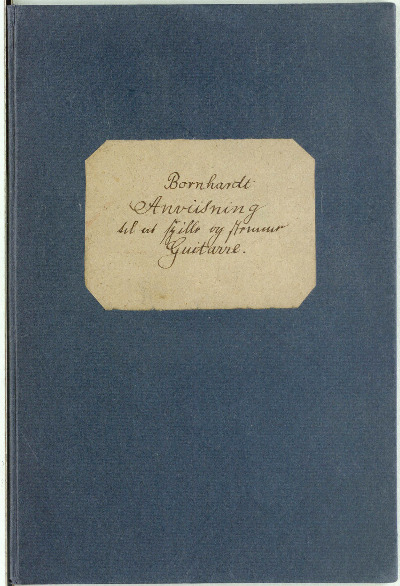 Bornhardt
Anviisning
til at spille og stemme
Guitarre.